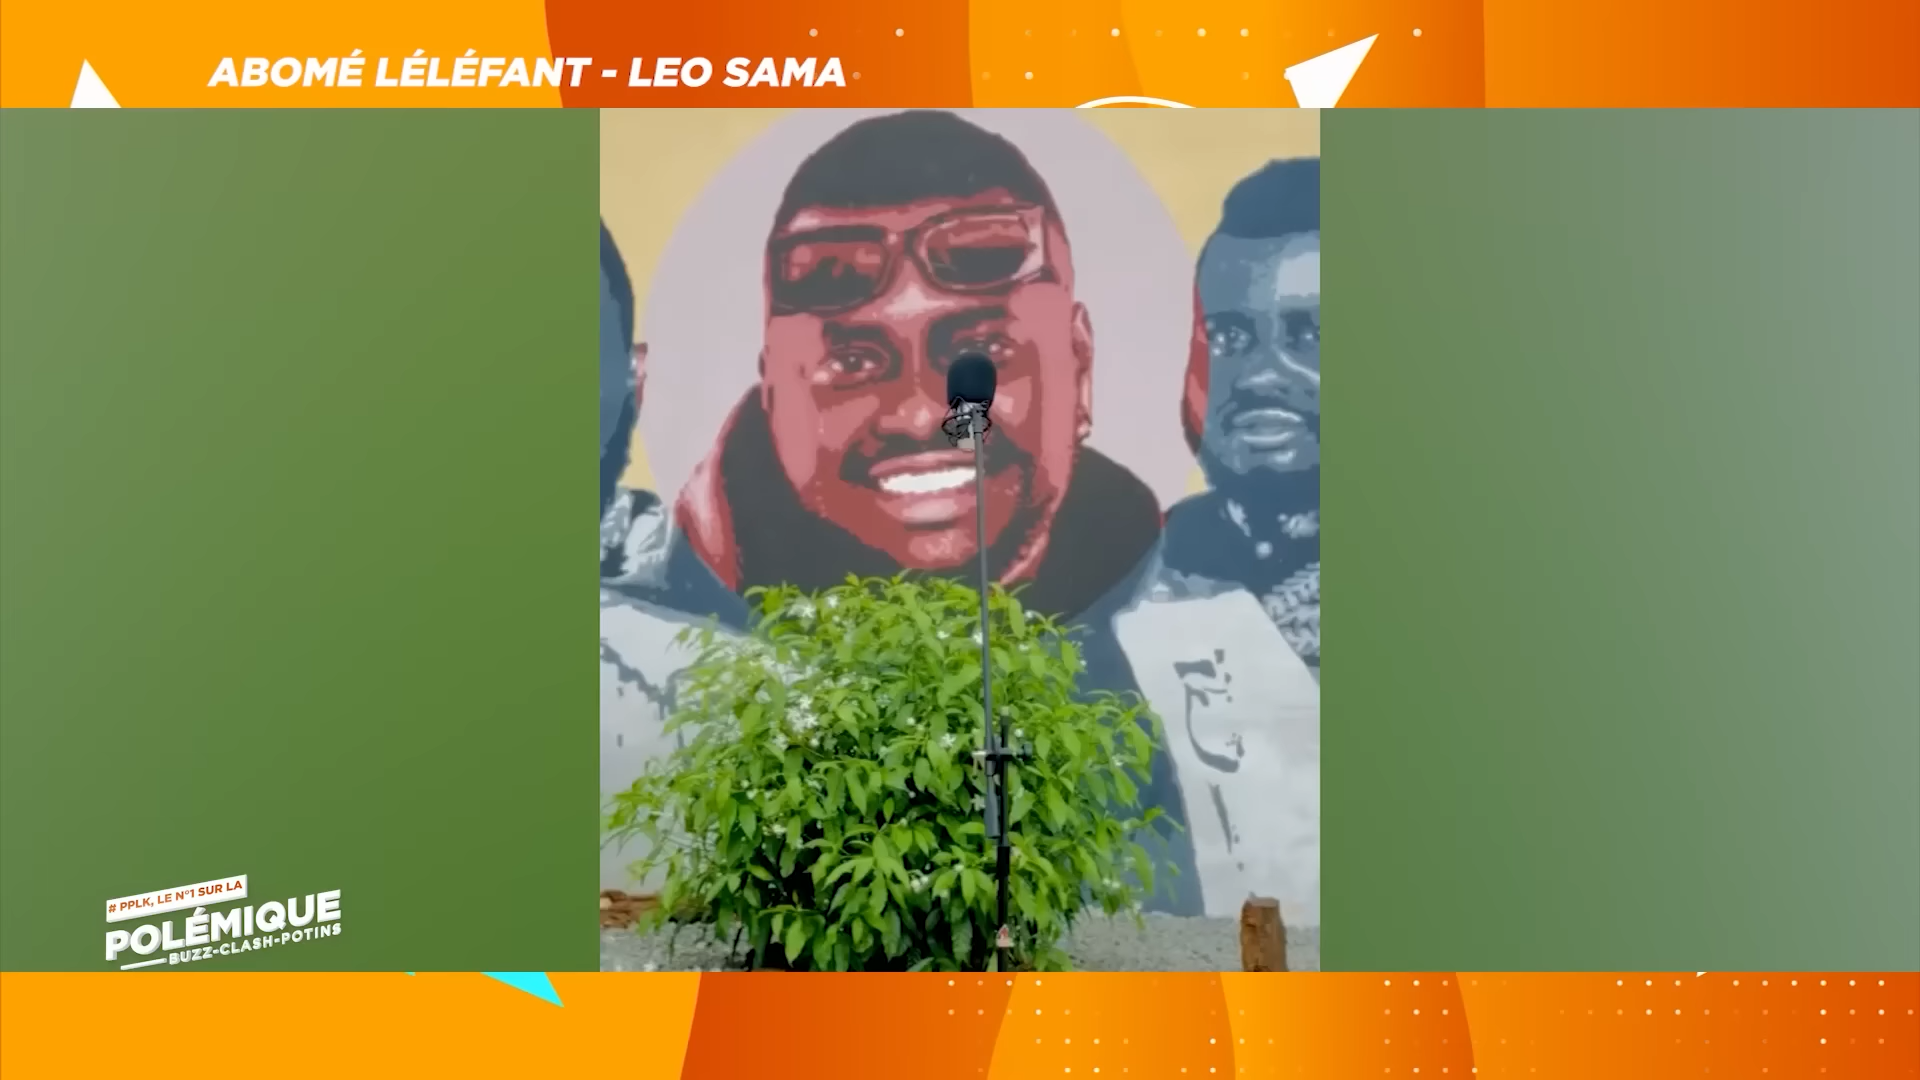 ABOMÉ LÉLÉFANT - LEO SAMA
# PPLK, LE N°1 SUR LA
POLÉMIQUE
BUZZ-CLASH-POTINS